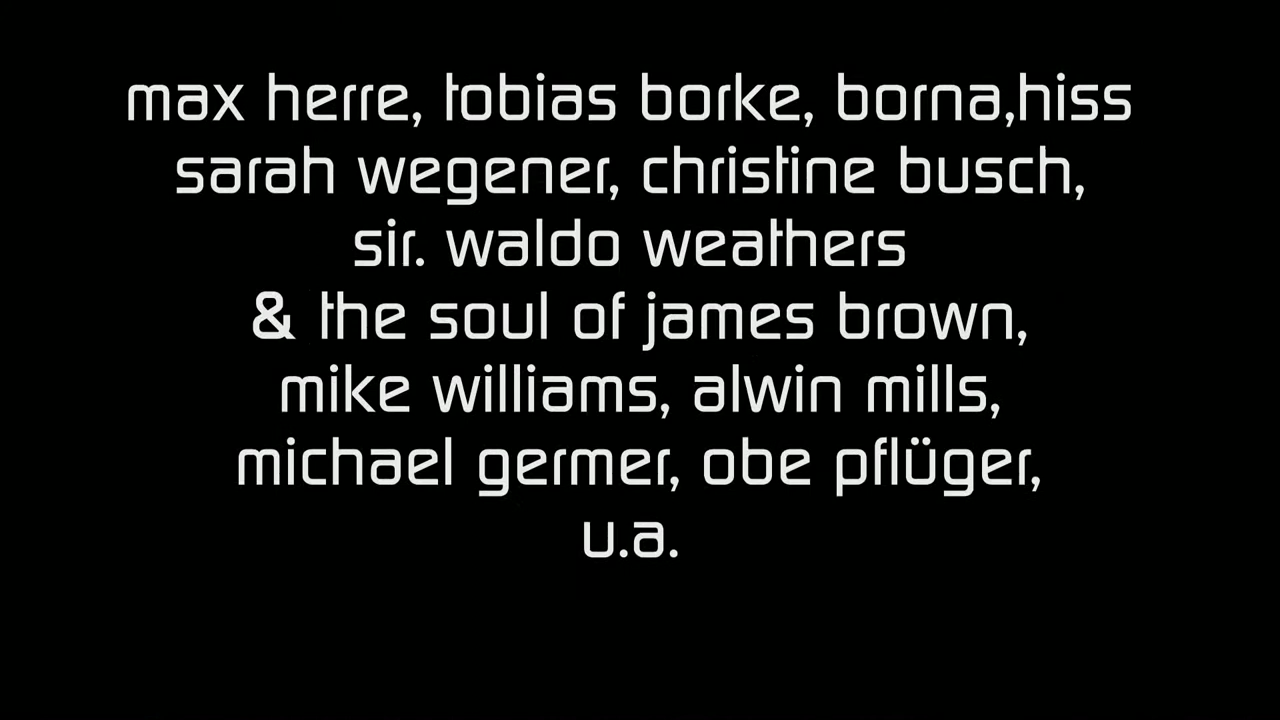 max herre, tobias borke, borna,hiss
sarah wegener, christine busch,
sir. waldo weathers
& the soul of james brown,
mike williams, alwin mills,
michael germer, obe pflüger,
u.a.